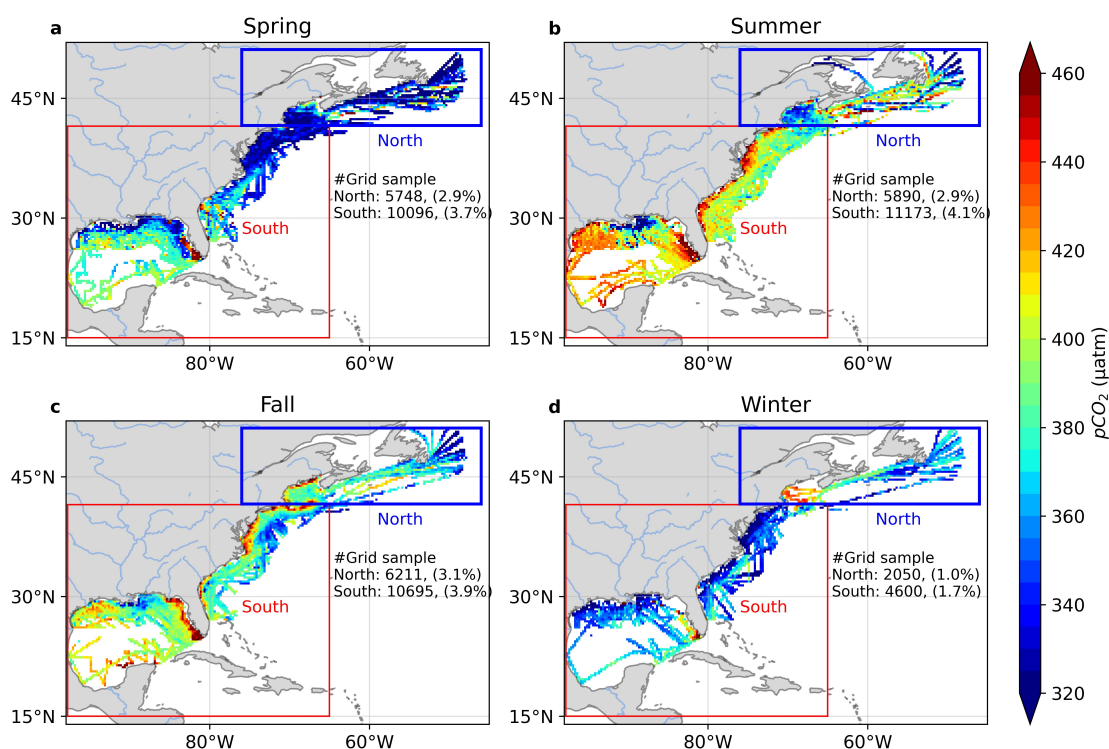 a Spring
45°N
30°N
15°N
80°W 60°W
North
South
#Grid sample
North: 5748, (2.9%)
South: 10096, (3.7%)
b Summer
45°N
30°N
15°N
80°W 60°W
North
South
#Grid sample
North: 5890, (2.9%)
South: 11173, (4.1%)
c Fall
45°N
30°N
15°N
80°W 60°W
North
South
#Grid sample
North: 6211, (3.1%)
South: 10695, (3.9%)
d Winter
45°N
30°N
15°N
80°W 60°W
North
South
#Grid sample
North: 2050, (1.0%)
South: 4600, (1.7%)
460
440
420
400
380
360
340
320
pCO₂ (µatm)